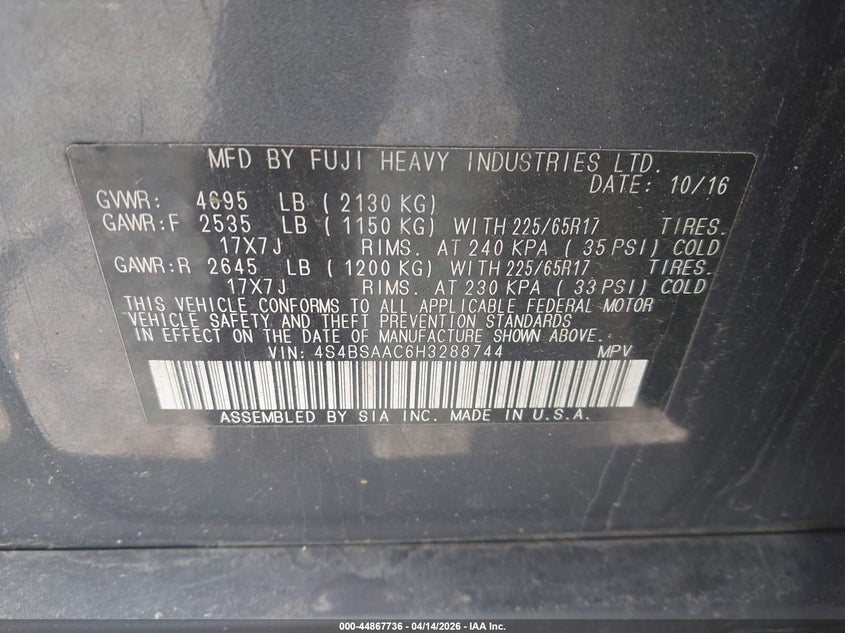 MFD BY FUJI HEAVY INDUSTRIES LTD.
DATE: 10/16
GVWR: 4695 LB ( 2130 KG)
GAWR:F 2535 LB ( 1150 KG) WITH 225/65R17 TIRES.
17X7J RIMS. AT 240 KPA ( 35 PSI) COLD
GAWR:R 2645 LB ( 1200 KG) WITH 225/65R17 TIRES.
17X7J RIMS. AT 230 KPA ( 33 PSI) COLD
THIS VEHICLE CONFORMS TO ALL APPLICABLE FEDERAL MOTOR
VEHICLE SAFETY AND THEFT PREVENTION STANDARDS
IN EFFECT ON THE DATE OF MANUFACTURE SHOWN ABOVE.
VIN: 4S4BSAAC6H3288744 MPV
ASSEMBLED BY SIA INC. MADE IN U.S.A.
000-44867736 - 04/14/2026 - IAA Inc.